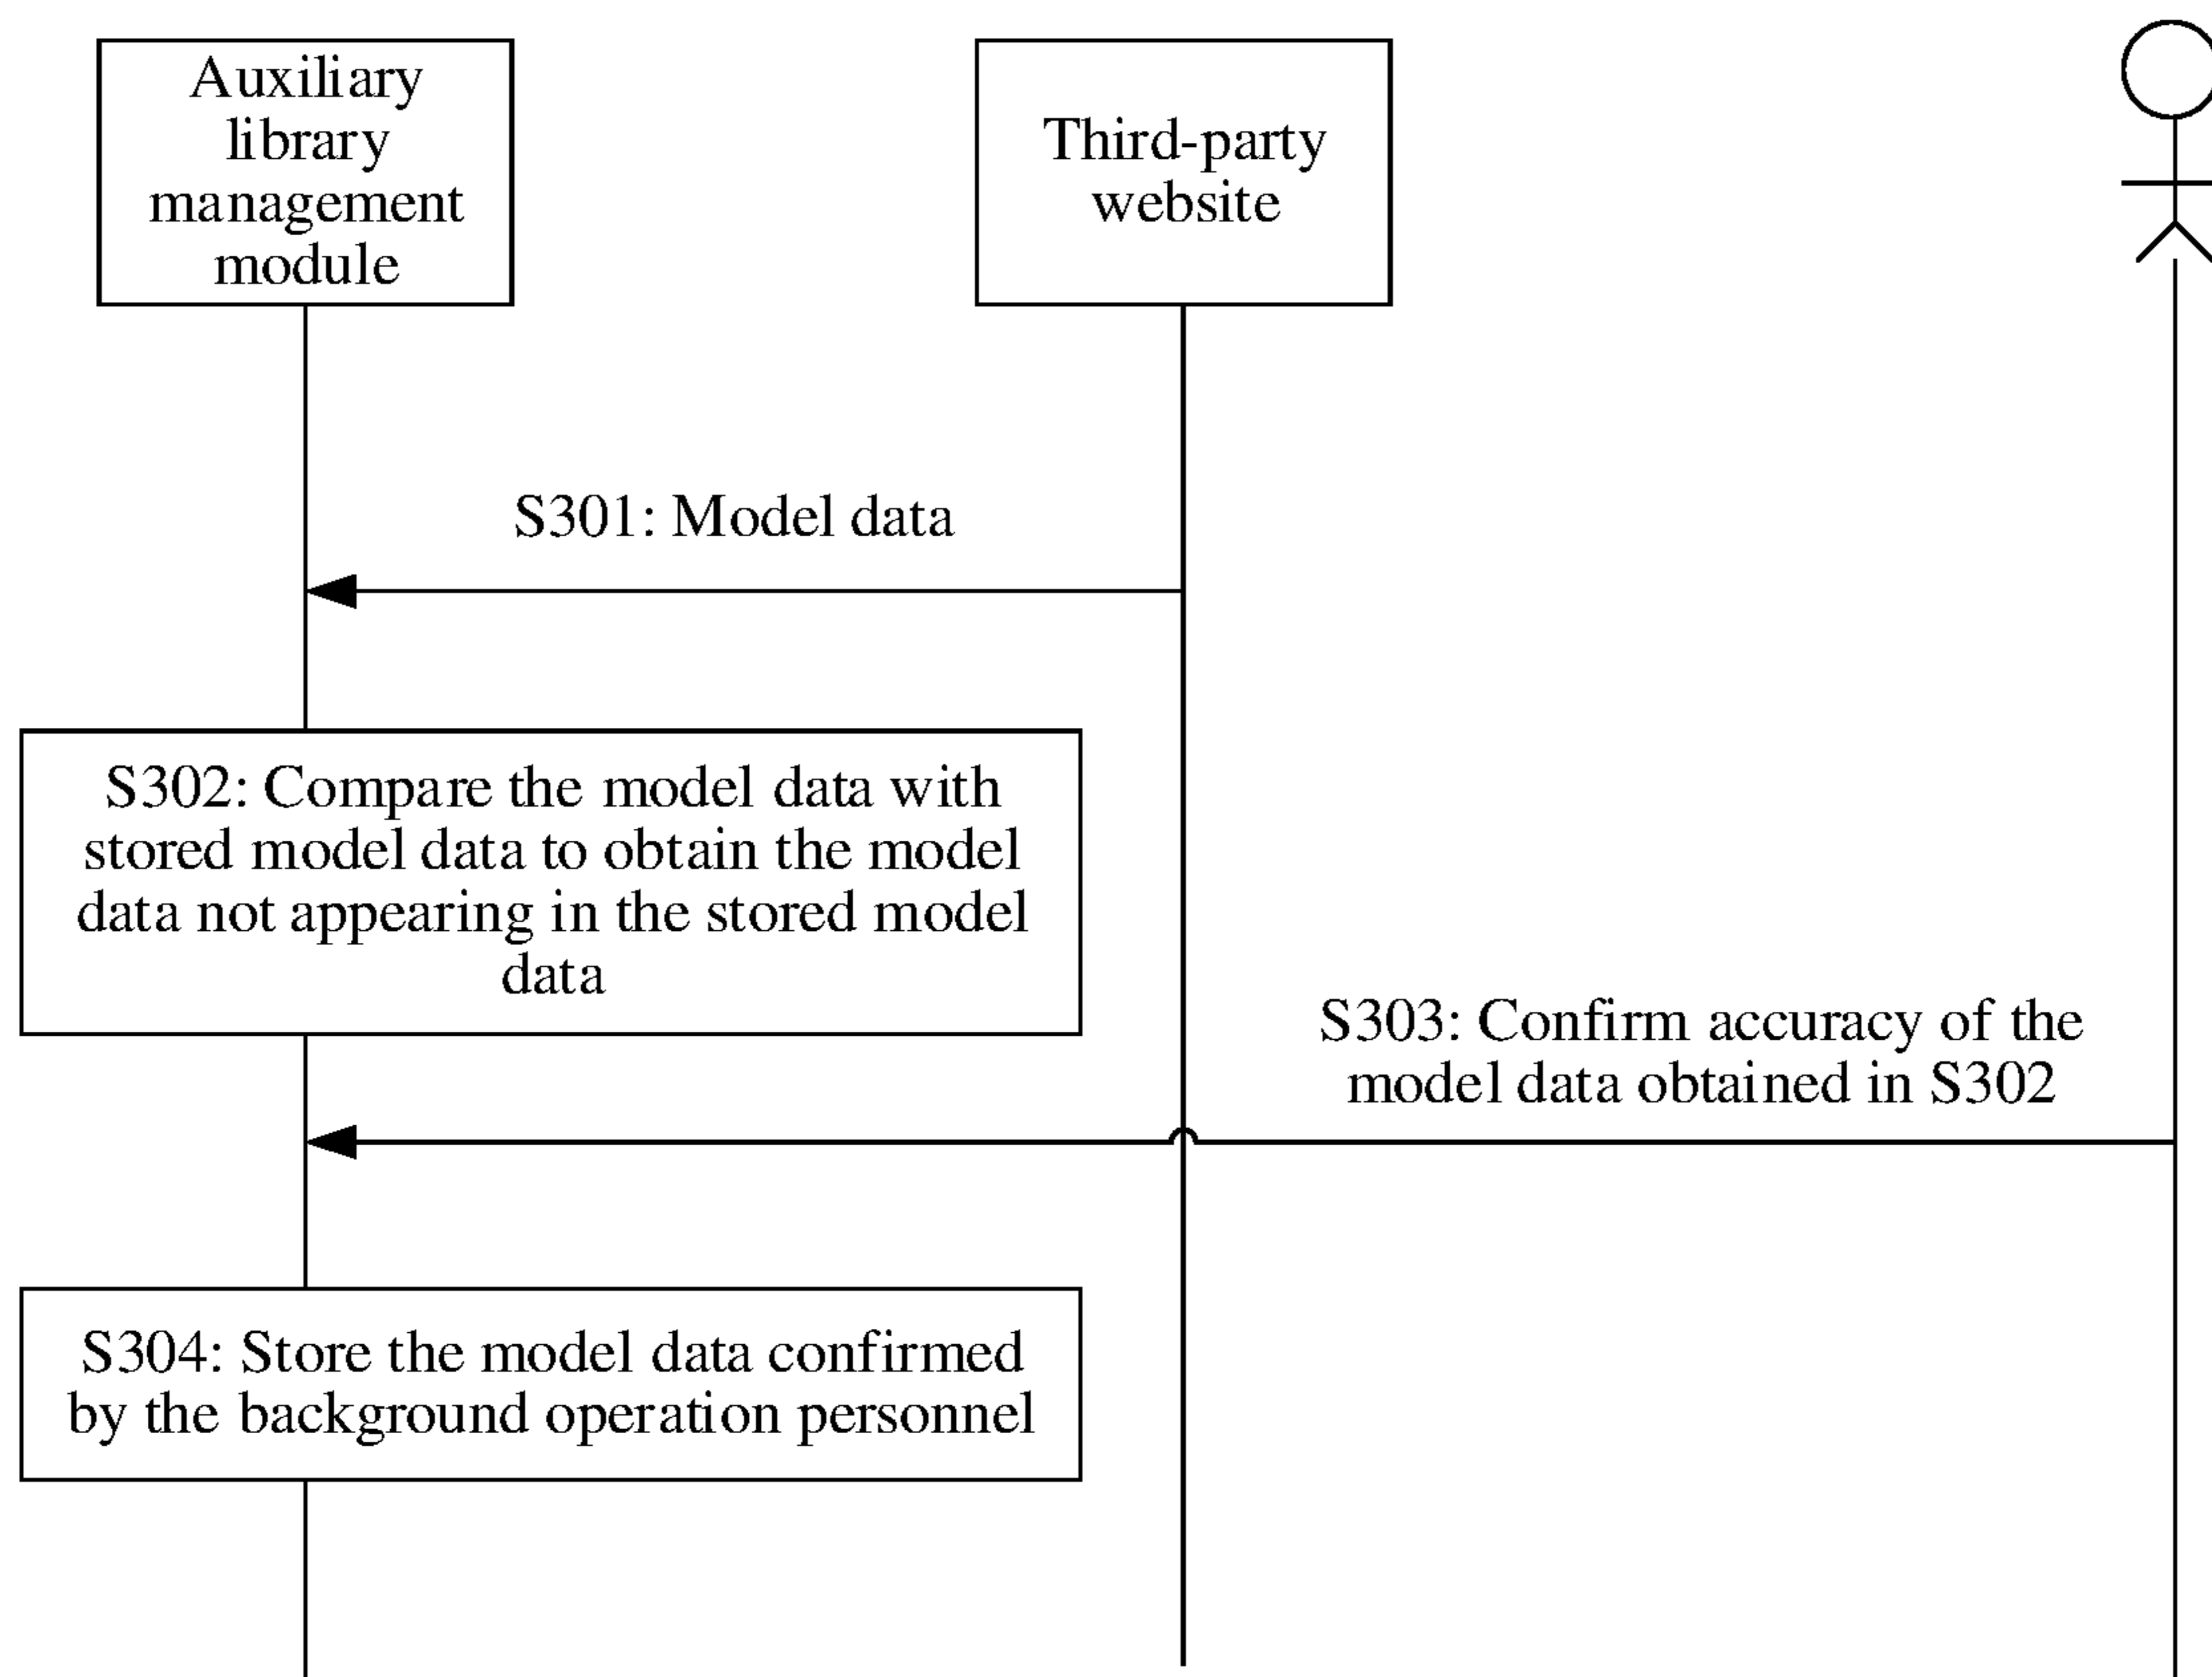 Auxiliary
library
management
module
Third-party
website
S301: Model data
S302: Compare the model data with
stored model data to obtain the model
data not appearing in the stored model
data
S303: Confirm accuracy of the
model data obtained in S302
S304: Store the model data confirmed
by the background operation personnel